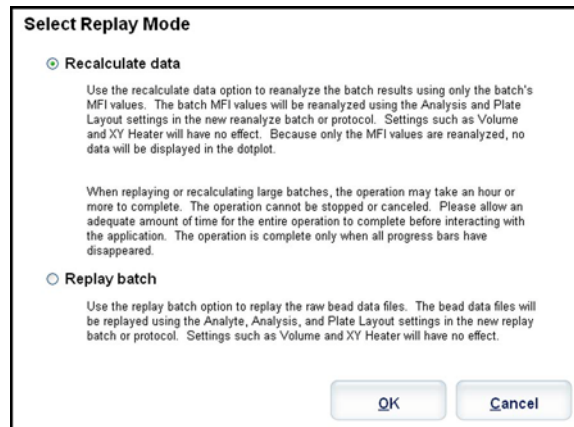 Select Replay Mode
Recalculate data
Use the recalculate data option to reanalyze the batch results using only the batch's
MFI values. The batch MFI values will be reanalyzed using the Analysis and Plate
Layout settings in the new reanalyze batch or protocol. Settings such as Volume
and XY Heater will have no effect. Because only the MFI values are reanalyzed, no
data will be displayed in the dotplot.
When replaying or recalculating large batches, the operation may take an hour or
more to complete. The operation cannot be stopped or canceled. Please allow an
adequate amount of time for the entire operation to complete before interacting with
the application. The operation is complete only when all progress bars have
disappeared.
Replay batch
Use the replay batch option to replay the raw bead data files. The bead data files will
be replayed using the Analyte, Analysis, and Plate Layout settings in the new replay
batch or protocol. Settings such as Volume and XY Heater will have no effect.
OK Cancel